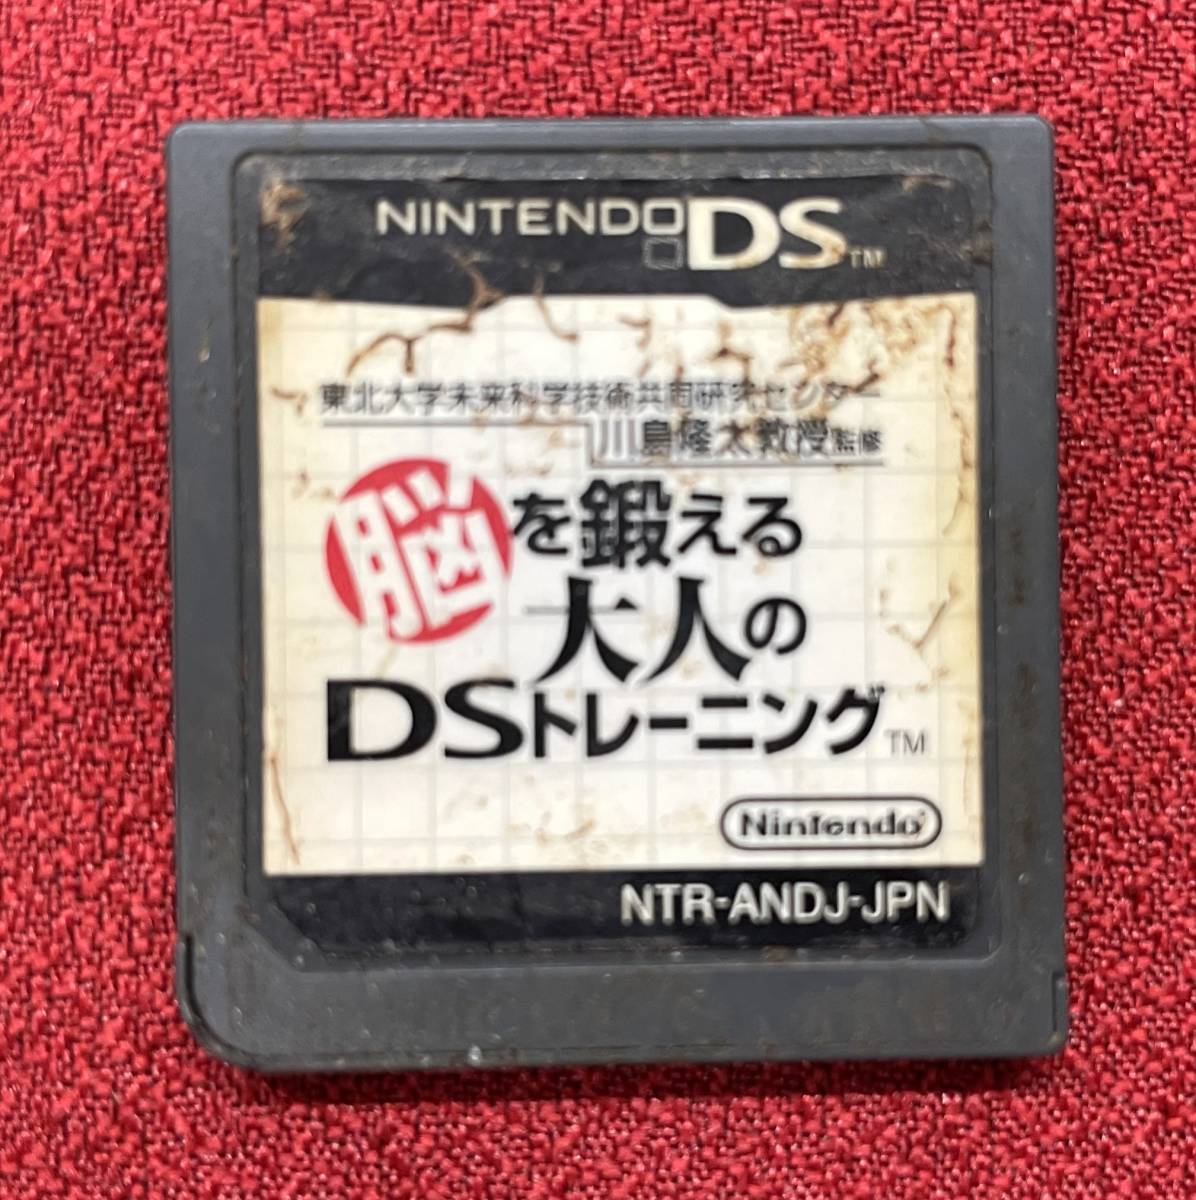 NINTENDO DS™
東北大学未来科学技術共同研究センター
川島隆太教授監修
脳を鍛える
大人の
DSトレーニング™
Nintendo®
NTR-ANDJ-JPN